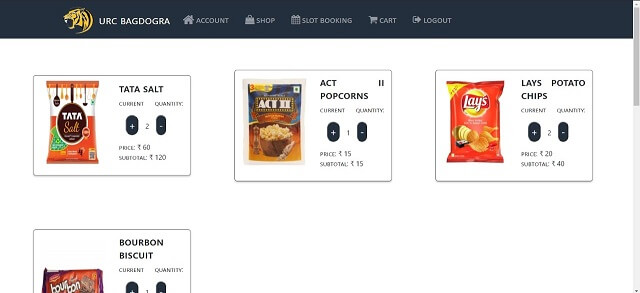 URC BAGDOGRA
ACCOUNT
SHOP
SLOT BOOKING
CART
LOGOUT
TATA SALT
CURRENT QUANTITY:
+ 2 -
PRICE: ₹ 60
SUBTOTAL: ₹ 120
TATA
Salt
ACT II
POPCORNS
CURRENT QUANTITY:
+ 1 -
PRICE: ₹ 15
SUBTOTAL: ₹ 15
ACT II
LAYS POTATO
CHIPS
CURRENT QUANTITY:
+ 2 -
PRICE: ₹ 20
SUBTOTAL: ₹ 40
Lay's
BOURBON
BISCUIT
CURRENT QUANTITY:
bourbon